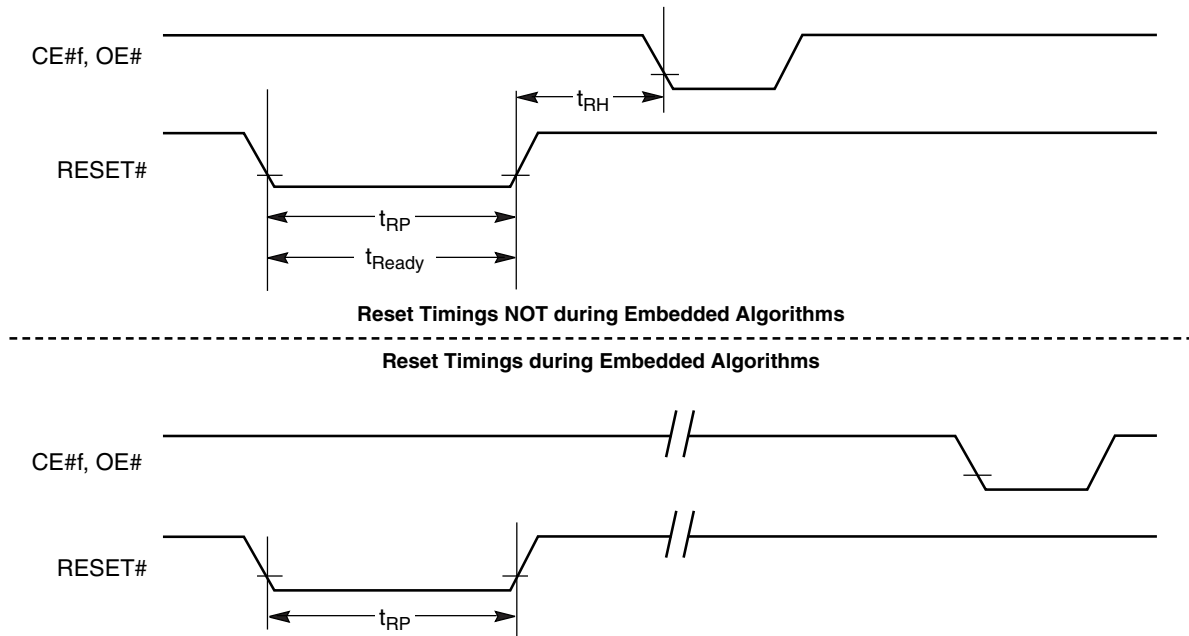 CE#f, OE#
tRH
RESET#
tRP
tReady
Reset Timings NOT during Embedded Algorithms
Reset Timings during Embedded Algorithms
CE#f, OE#
RESET#
tRP